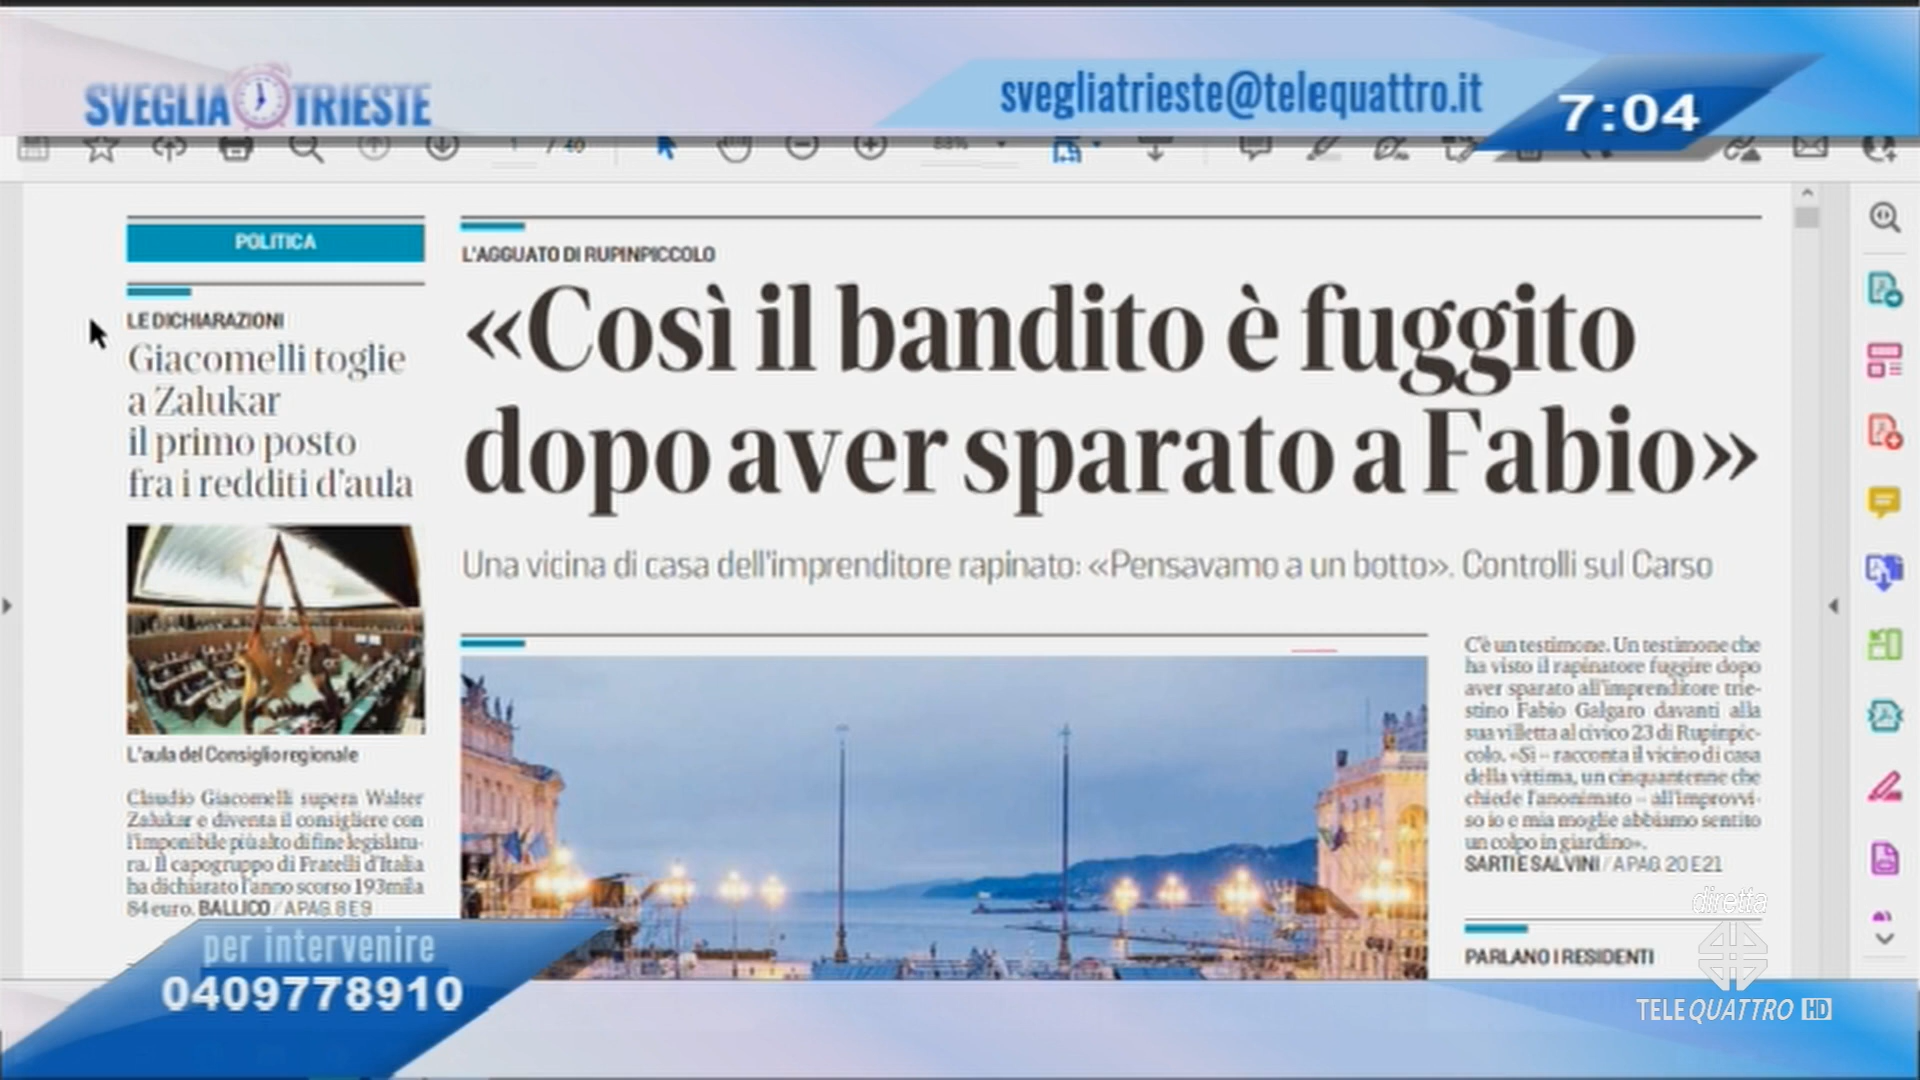 SVEGLIA TRIESTE
svegliatrieste@telequattro.it
7:04
1 / 40
88%
POLITICA
LE DICHIARAZIONI
Giacomelli toglie
a Zalukar
il primo posto
fra i redditi d'aula
L'aula del Consiglio regionale
Claudio Giacomelli supera Walter
Zalukar e diventa il consigliere con
l'imponibile più alto di fine legislatu-
ra. Il capogruppo di Fratelli d'Italia
ha dichiarato l'anno scorso 193mila
84 euro. BALLICO / A PAG. 8 E 9
L'AGGUATO DI RUPINPICCOLO
«Così il bandito è fuggito
dopo aver sparato a Fabio»
Una vicina di casa dell'imprenditore rapinato: «Pensavamo a un botto». Controlli sul Carso
C'è un testimone. Un testimone che
ha visto il rapinatore fuggire dopo
aver sparato all'imprenditore trie-
stino Fabio Galgaro davanti alla
sua villetta al civico 23 di Rupinpic-
colo. «Sì – racconta il vicino di casa
della vittima, un cinquantenne che
chiede l'anonimato – all'improvvi-
so io e mia moglie abbiamo sentito
un colpo in giardino».
SARTI E SALVINI / A PAG. 20 E 21
PARLANO I RESIDENTI
per intervenire
0409778910
diretta
TELEQUATTRO HD